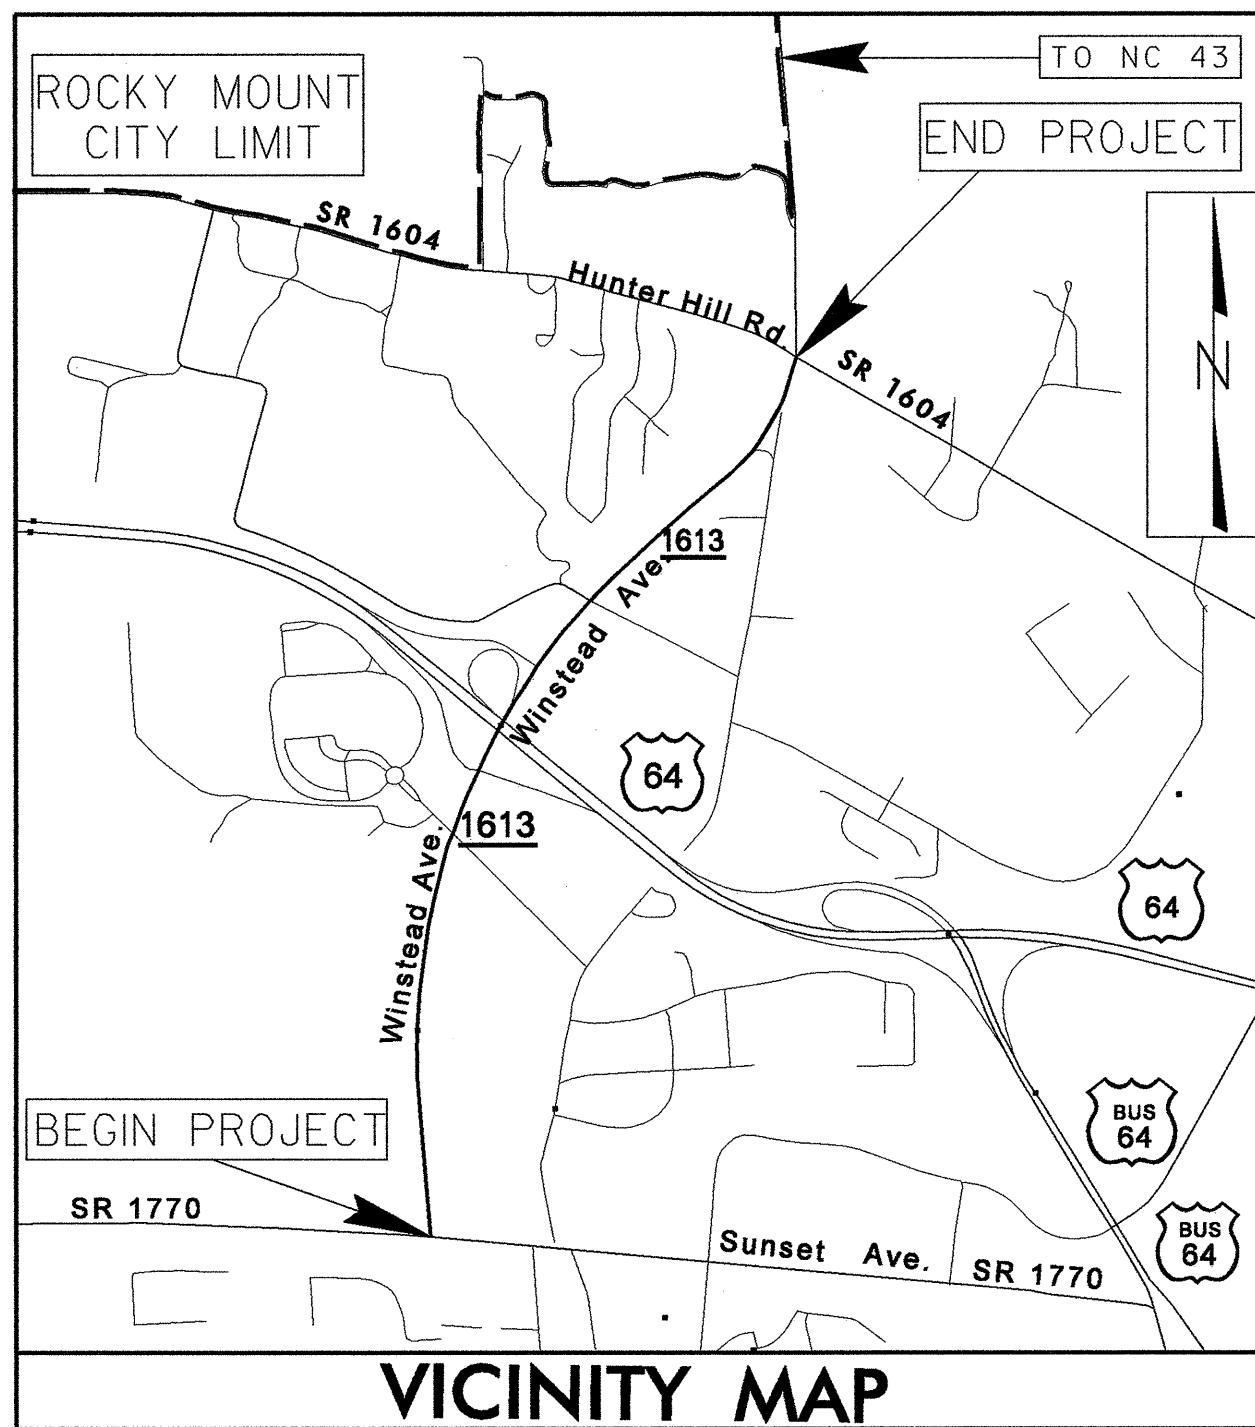 TO NC 43
ROCKY MOUNT
CITY LIMIT
END PROJECT
SR 1604
Hunter Hill Rd.
SR 1604
N
1613
Winstead Ave.
64
1613
Winstead Ave.
64
BEGIN PROJECT
BUS
64
SR 1770
BUS
64
Sunset Ave.
SR 1770
VICINITY MAP